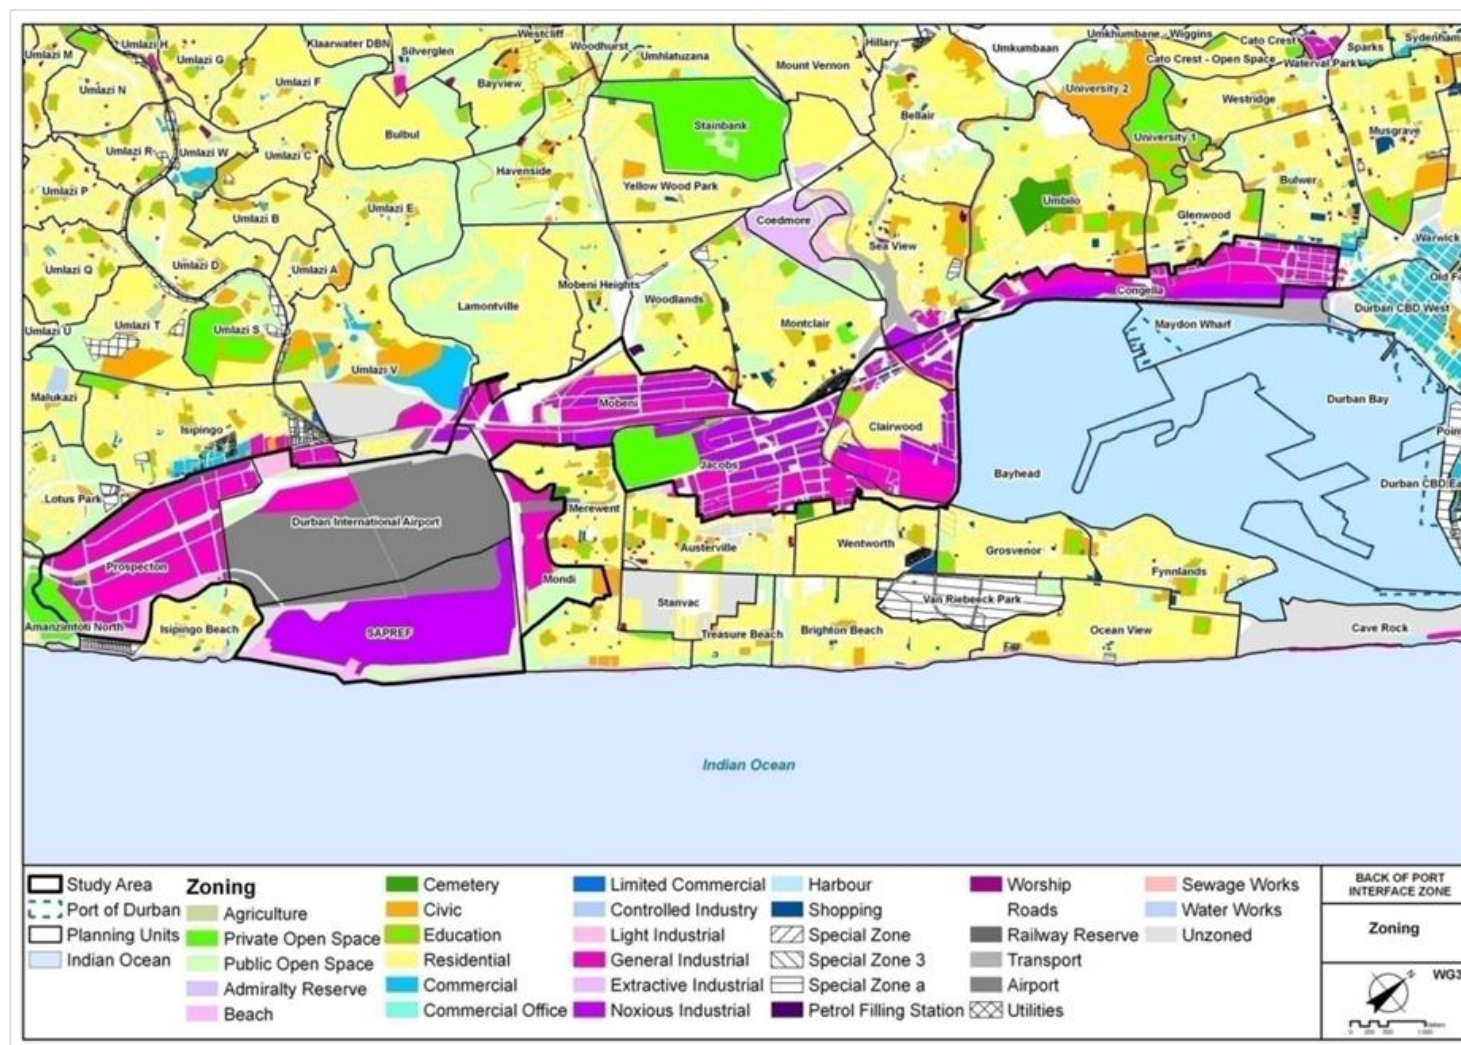 Umlazi M
Umlazi H
Umlazi G
Klaarwater DBN
Silverglen
Westcliff
Woodhurst
Umhlatuzana
Mount Vernon
Hillary
Umkumbaan
Umkhumbane - Wiggins
Cato Crest
Cato Crest - Open Space
Waterval Park
Sparks
Sydenham
Umlazi N
Umlazi F
Bayview
Bulbul
Stainbank
Bellair
University 2
University 1
Westridge
Musgrave
Umlazi R
Umlazi W
Umlazi C
Havenside
Yellow Wood Park
Umlazi P
Umlazi B
Umlazi E
Coedmore
Sea View
Umbilo
Glenwood
Bulwer
Warwick
Umlazi Q
Umlazi D
Umlazi A
Lamontville
Mobeni Heights
Woodlands
Montclair
Congella
Maydon Wharf
Durban CBD West
Umlazi U
Umlazi T
Umlazi S
Umlazi V
Malukazi
Isipingo
Mobeni
Clairwood
Durban Bay
Bayhead
Jacobs
Lotus Park
Durban International Airport
Merewent
Austerville
Wentworth
Grosvenor
Fynnlands
Prospecton
Mondi
Stanvac
Van Riebeeck Park
Amanzimtoti North
Isipingo Beach
SAPREF
Treasure Beach
Brighton Beach
Ocean View
Cave Rock
Indian Ocean
Study Area
Port of Durban
Planning Units
Indian Ocean
Zoning
Agriculture
Private Open Space
Public Open Space
Admiralty Reserve
Beach
Cemetery
Civic
Education
Residential
Commercial
Commercial Office
Limited Commercial
Controlled Industry
Light Industrial
General Industrial
Extractive Industrial
Noxious Industrial
Harbour
Shopping
Special Zone
Special Zone 3
Special Zone a
Petrol Filling Station
Worship
Roads
Railway Reserve
Transport
Airport
Utilities
Sewage Works
Water Works
Unzoned
BACK OF PORT
INTERFACE ZONE
Zoning